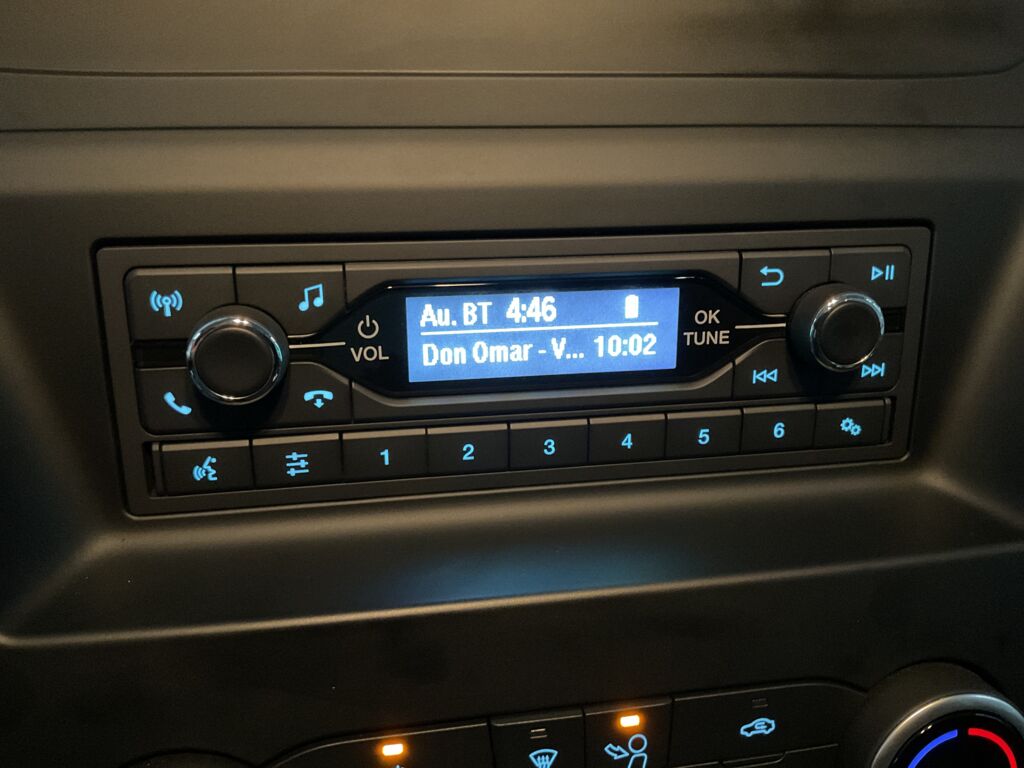 Au. BT 4:46
Don Omar - V... 10:02
VOL
OK
TUNE
1 2 3 4 5 6